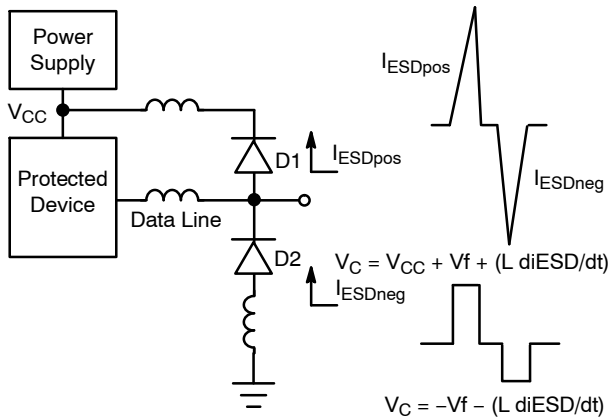 Power
Supply
V_CC
Protected
Device
Data Line
D1
I_ESDpos
D2
I_ESDneg
I_ESDpos
I_ESDneg
V_C = V_CC + Vf + (L diESD/dt)
V_C = −Vf − (L diESD/dt)